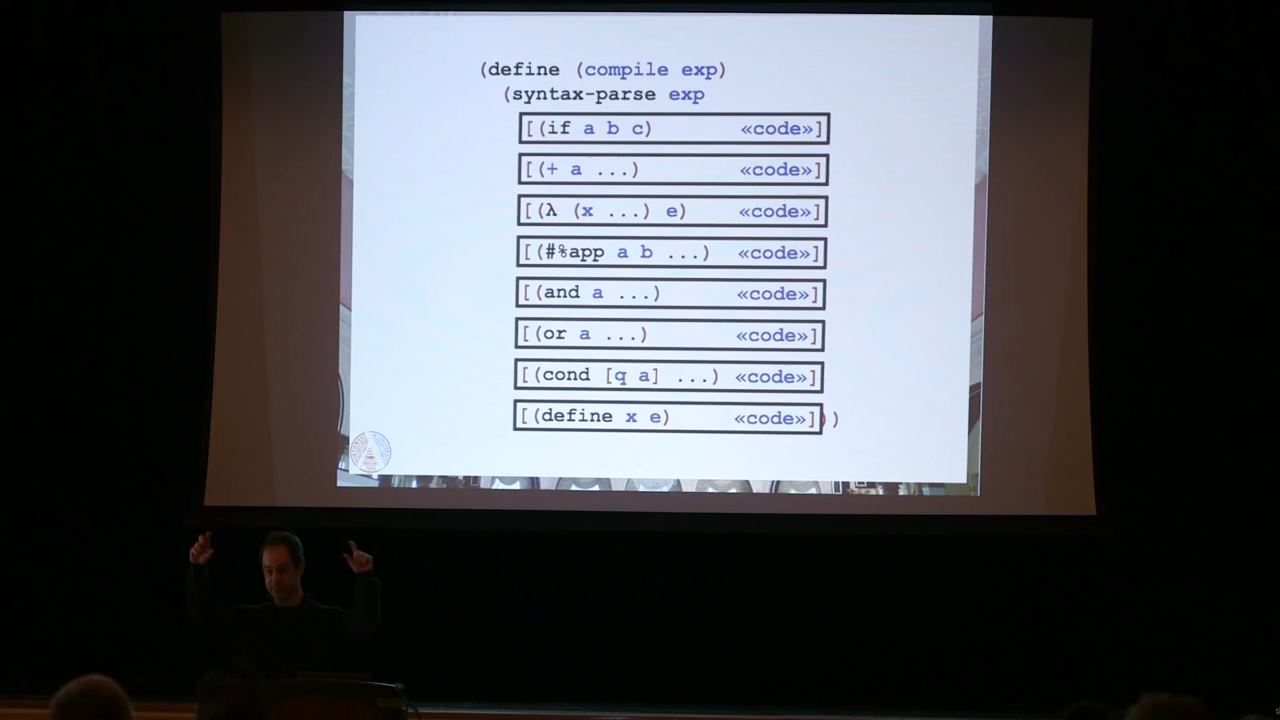 (define (compile exp)
(syntax-parse exp
[(if a b c) «code»]
[(+ a ...) «code»]
[(λ (x ...) e) «code»]
[(#%app a b ...) «code»]
[(and a ...) «code»]
[(or a ...) «code»]
[(cond [q a] ...) «code»]
[(define x e) «code»]))